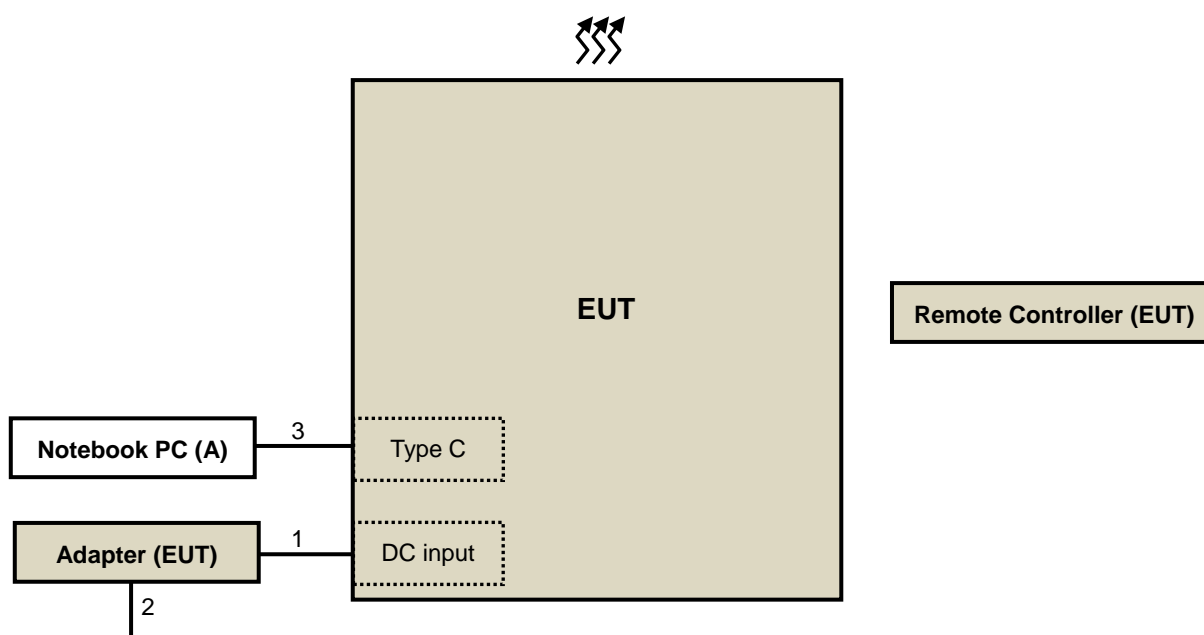 EUT
Remote Controller (EUT)
Notebook PC (A)
3
Type C
Adapter (EUT)
1
DC input
2